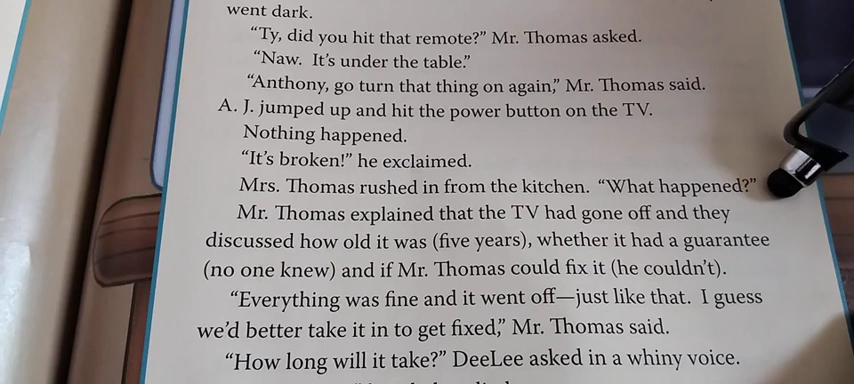 went dark.
“Ty, did you hit that remote?” Mr. Thomas asked.
“Naw. It’s under the table.”
“Anthony, go turn that thing on again,” Mr. Thomas said.
A. J. jumped up and hit the power button on the TV.
Nothing happened.
“It’s broken!” he exclaimed.
Mrs. Thomas rushed in from the kitchen. “What happened?”
Mr. Thomas explained that the TV had gone off and they
discussed how old it was (five years), whether it had a guarantee
(no one knew) and if Mr. Thomas could fix it (he couldn’t).
“Everything was fine and it went off—just like that. I guess
we’d better take it in to get fixed,” Mr. Thomas said.
“How long will it take?” DeeLee asked in a whiny voice.